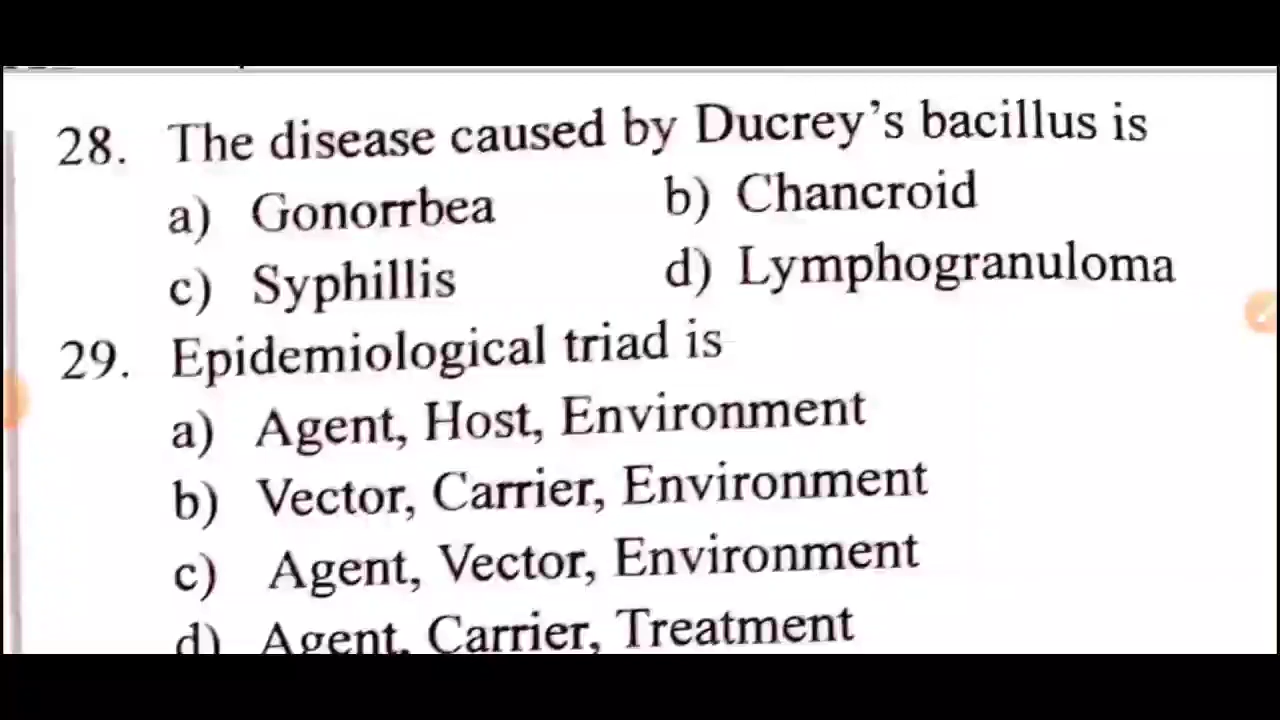 28. The disease caused by Ducrey's bacillus is
a) Gonorrbea b) Chancroid
c) Syphillis d) Lymphogranuloma
29. Epidemiological triad is
a) Agent, Host, Environment
b) Vector, Carrier, Environment
c) Agent, Vector, Environment
d) Agent, Carrier, Treatment